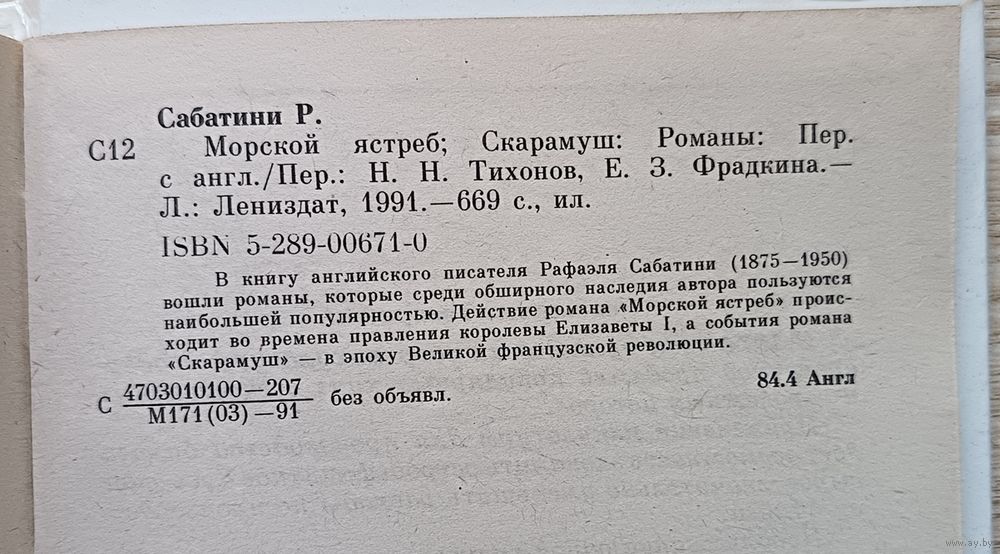 Сабатини Р.
С12 Морской ястреб; Скарамуш: Романы: Пер.
с англ./Пер.: Н. Н. Тихонов, Е. З. Фрадкина.—
Л.: Лениздат, 1991.—669 с., ил.
ISBN 5-289-00671-0
В книгу английского писателя Рафаэля Сабатини (1875—1950)
вошли романы, которые среди обширного наследия автора пользуются
наибольшей популярностью. Действие романа «Морской ястреб» проис-
ходит во времена правления королевы Елизаветы I, а события романа
«Скарамуш» — в эпоху Великой французской революции.
С 4703010100—207
М171(03)—91 без объявл.
84.4 Англ
www.ay.by